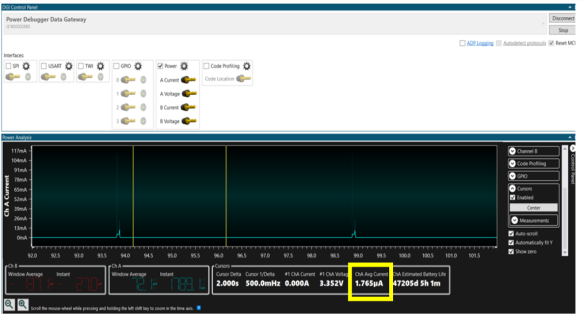 DGI Control Panel
Power Debugger Data Gateway
Disconnect
Stop
ADP Logging Autodetect protocols Reset MCU
Interfaces
SPI USART TWI GPIO Power Code Profiling
0 A Current Code Location
1 A Voltage
2 B Current
3 B Voltage
Power Analysis
117mA
104mA
91mA
78mA
65mA
52mA
39mA
26mA
13mA
0mA
Ch A Current
92.0 92.5 93.0 93.5 94.0 94.5 95.0 95.5 96.0 96.5 97.0 97.5 98.0 98.5 99.0 99.5 100.0 100.5 101.0 101.5
Channel B
Code Profiling
GPIO
Cursors
Enabled
Center
Measurements
Auto-scroll
Automatically fit Y
Show zero
Control Panel
Ch B
Window Average Instant
Ch A
Window Average Instant
Cursors
Cursor Delta Cursor 1/Delta #1 ChA Current #1 ChA Voltage ChA Avg Current ChA Estimated Battery Life
2.000s 500.0mHz 0.000A 3.352V 1.765µA 47205d 5h 1m
Scroll the mouse-wheel while pressing and holding the left shift key to zoom in the time axis.